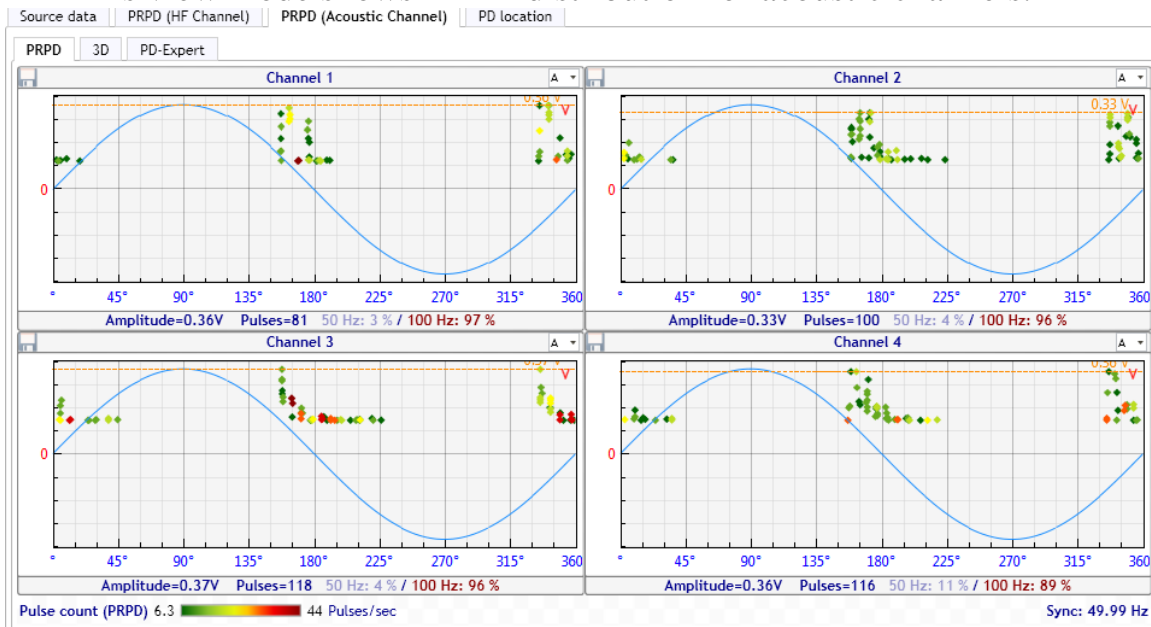 Source data PRPD (HF Channel) PRPD (Acoustic Channel) PD location
PRPD 3D PD-Expert
Channel 1 A
Channel 2 A
0.36 V
0.33 V
0
0
° 45° 90° 135° 180° 225° 270° 315° 360
° 45° 90° 135° 180° 225° 270° 315° 360
Amplitude=0.36V Pulses=81 50 Hz: 3 % / 100 Hz: 97 %
Amplitude=0.33V Pulses=100 50 Hz: 4 % / 100 Hz: 96 %
Channel 3 A
Channel 4 A
0.37 V
0.36 V
0
0
° 45° 90° 135° 180° 225° 270° 315° 360
° 45° 90° 135° 180° 225° 270° 315° 360
Amplitude=0.37V Pulses=118 50 Hz: 4 % / 100 Hz: 96 %
Amplitude=0.36V Pulses=116 50 Hz: 11 % / 100 Hz: 89 %
Pulse count (PRPD) 6.3 44 Pulses/sec
Sync: 49.99 Hz